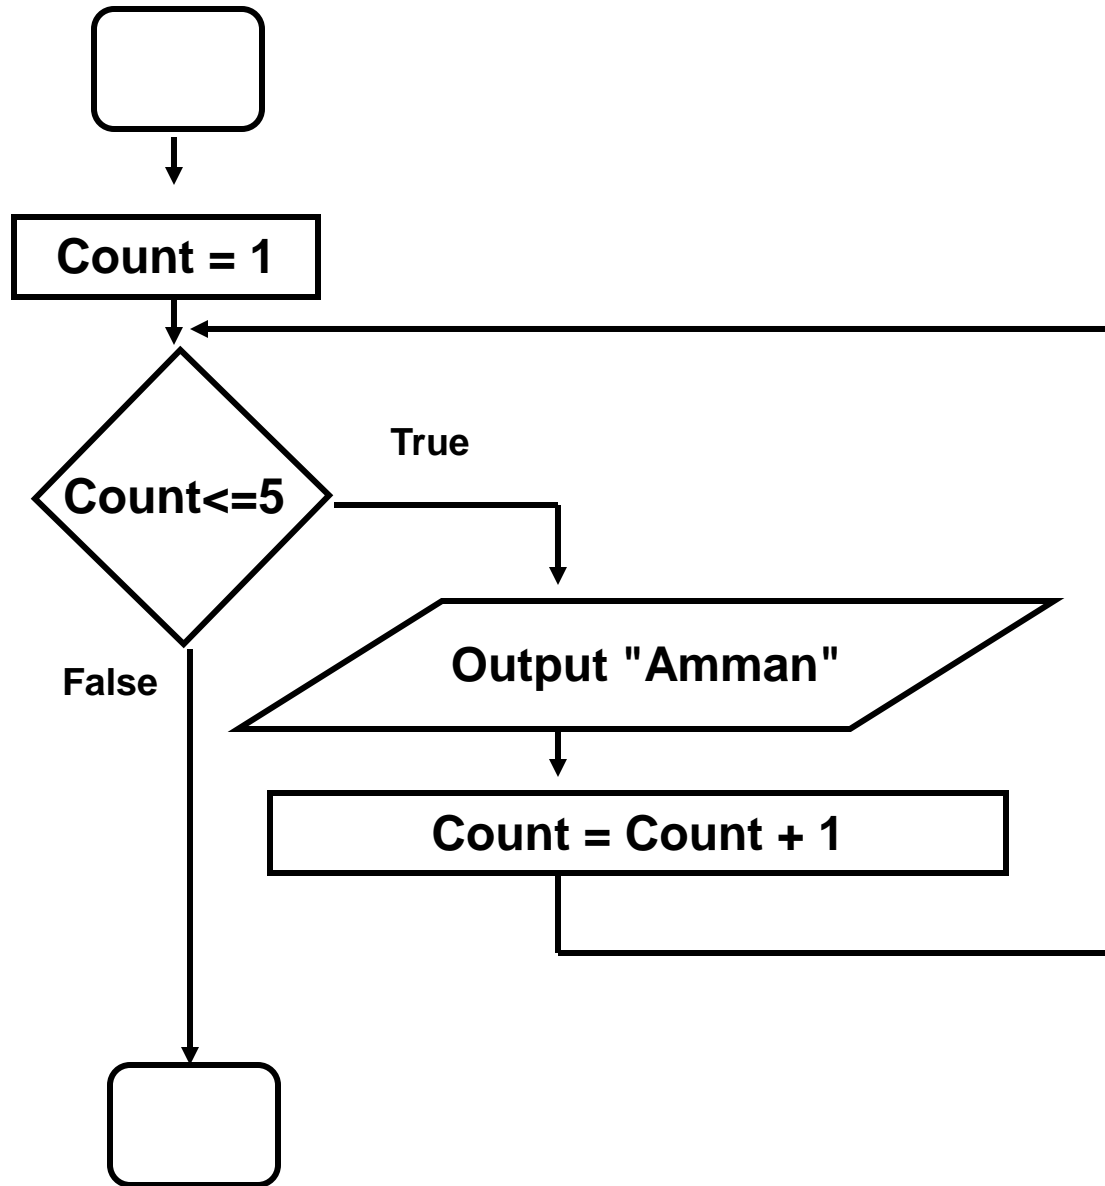 Count = 1
True
Count<=5
Output "Amman"
False
Count = Count + 1